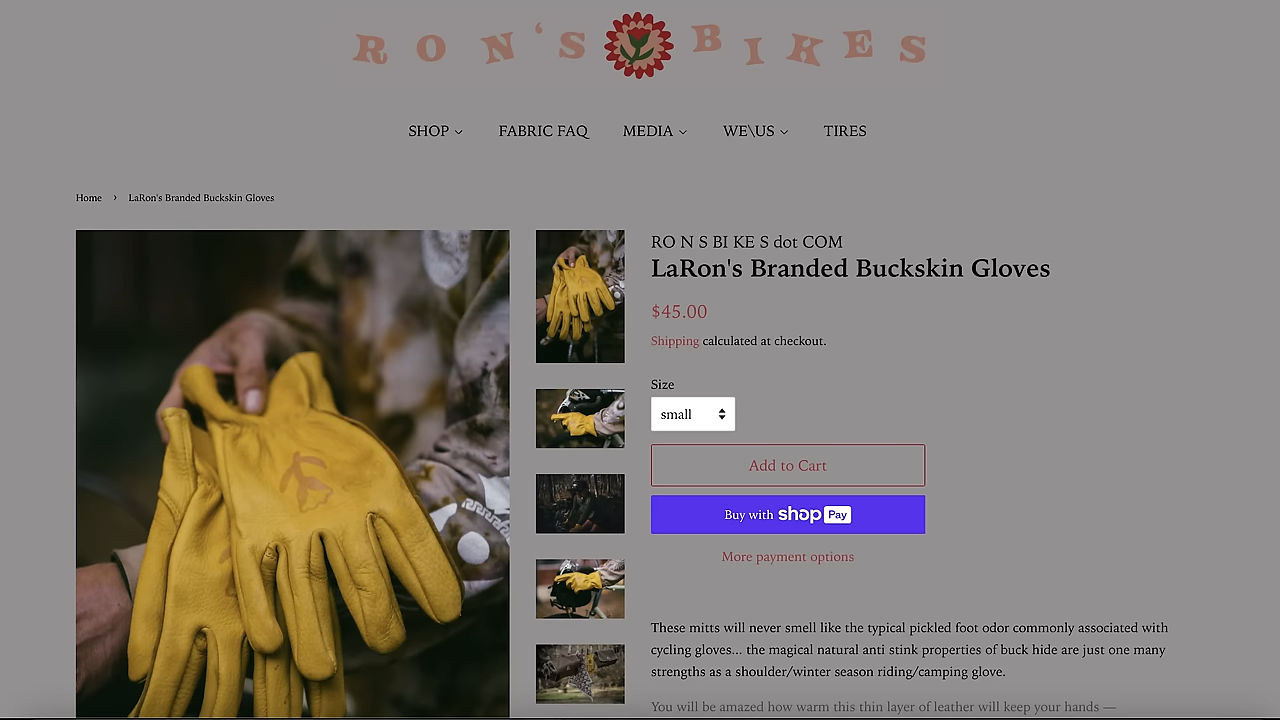 RON'S BIKES
SHOP
FABRIC FAQ
MEDIA
WE\US
TIRES
Home › LaRon's Branded Buckskin Gloves
RO N S BI KE S dot COM
LaRon's Branded Buckskin Gloves
$45.00
Shipping calculated at checkout.
Size
small
Add to Cart
Buy with shop Pay
More payment options
These mitts will never smell like the typical pickled foot odor commonly associated with
cycling gloves... the magical natural anti stink properties of buck hide are just one many
strengths as a shoulder/winter season riding/camping glove.
You will be amazed how warm this thin layer of leather will keep your hands —